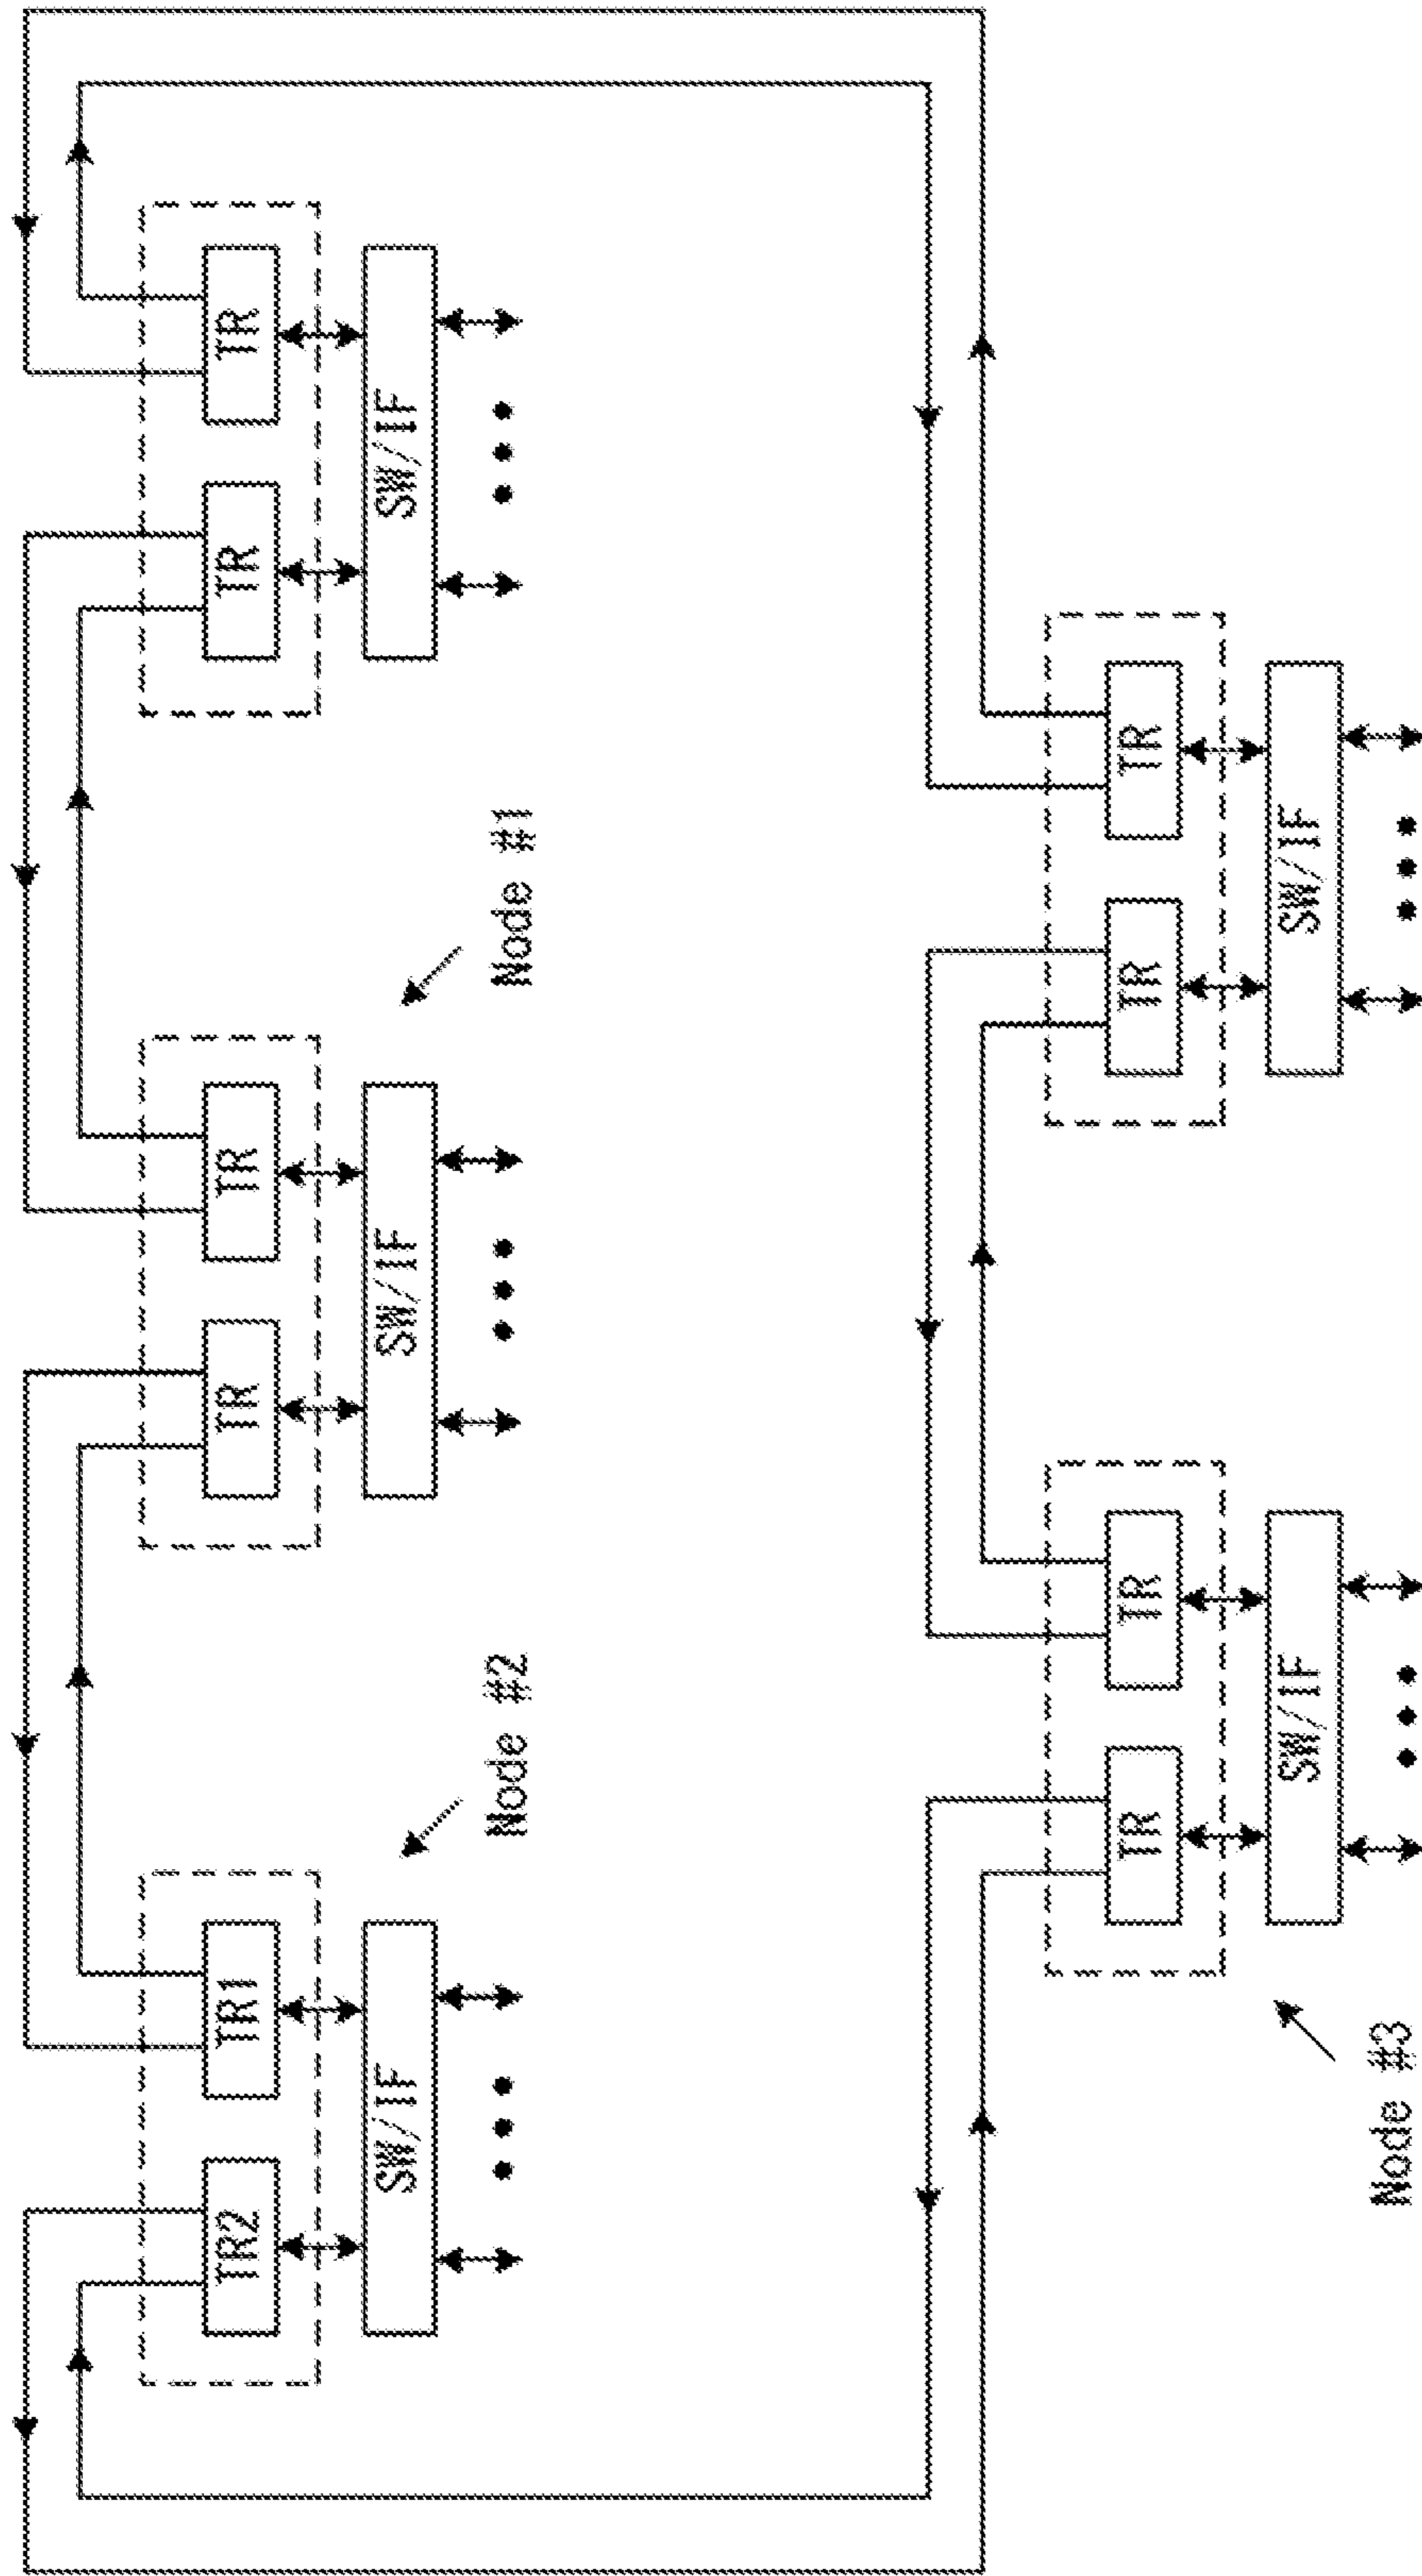 TR2
TR1
TR
TR
TR
TR
SW/IF
SW/IF
SW/IF
Node #2
Node #1
TR
TR
TR
TR
SW/IF
SW/IF
Node #3